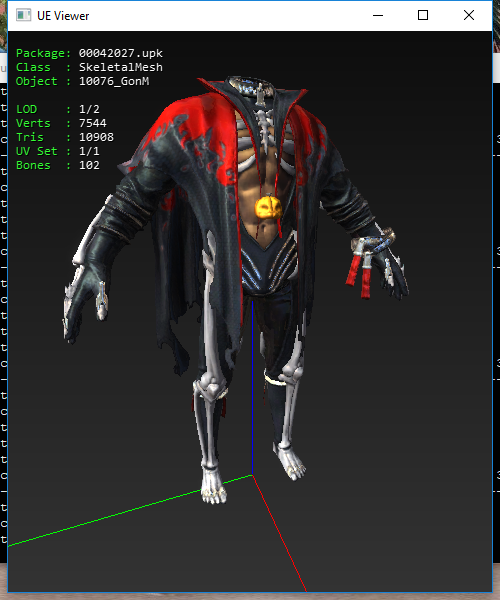 UE Viewer
Package: 00042027.upk
Class : SkeletalMesh
Object : 10076_GonM
LOD : 1/2
Verts : 7544
Tris : 10908
UV Set : 1/1
Bones : 102